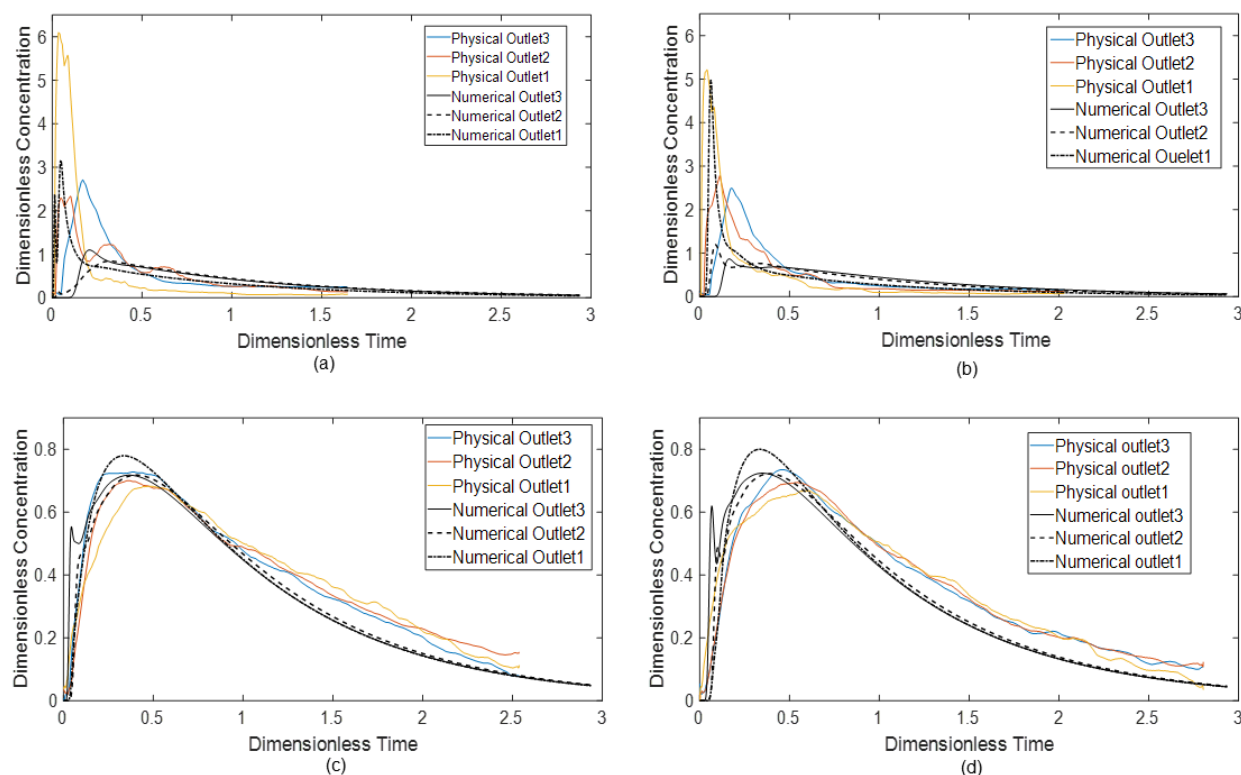 Dimensionless Concentration
6
5
4
3
2
1
0
0
0.5
1
1.5
2
2.5
3
Physical Outlet3
Physical Outlet2
Physical Outlet1
Numerical Outlet3
Numerical Outlet2
Numerical Outlet1
Dimensionless Time
(a)
Dimensionless Concentration
6
5
4
3
2
1
0
0
0.5
1
1.5
2
2.5
3
Physical Outlet3
Physical Outlet2
Physical Outlet1
Numerical Outlet3
Numerical Outlet2
Numerical Ouelet1
Dimensionless Time
(b)
Dimensionless Concentration
0.8
0.6
0.4
0.2
0
0
0.5
1
1.5
2
2.5
3
Physical Outlet3
Physical Outlet2
Physical Outlet1
Numerical Outlet3
Numerical Outlet2
Numerical Outlet1
Dimensionless Time
(c)
Dimensionless Concentration
0.8
0.6
0.4
0.2
0
0
0.5
1
1.5
2
2.5
3
Physical outlet3
Physical outlet2
Physical outlet1
Numerical outlet3
Numerical outlet2
Numerical outlet1
Dimensionless Time
(d)